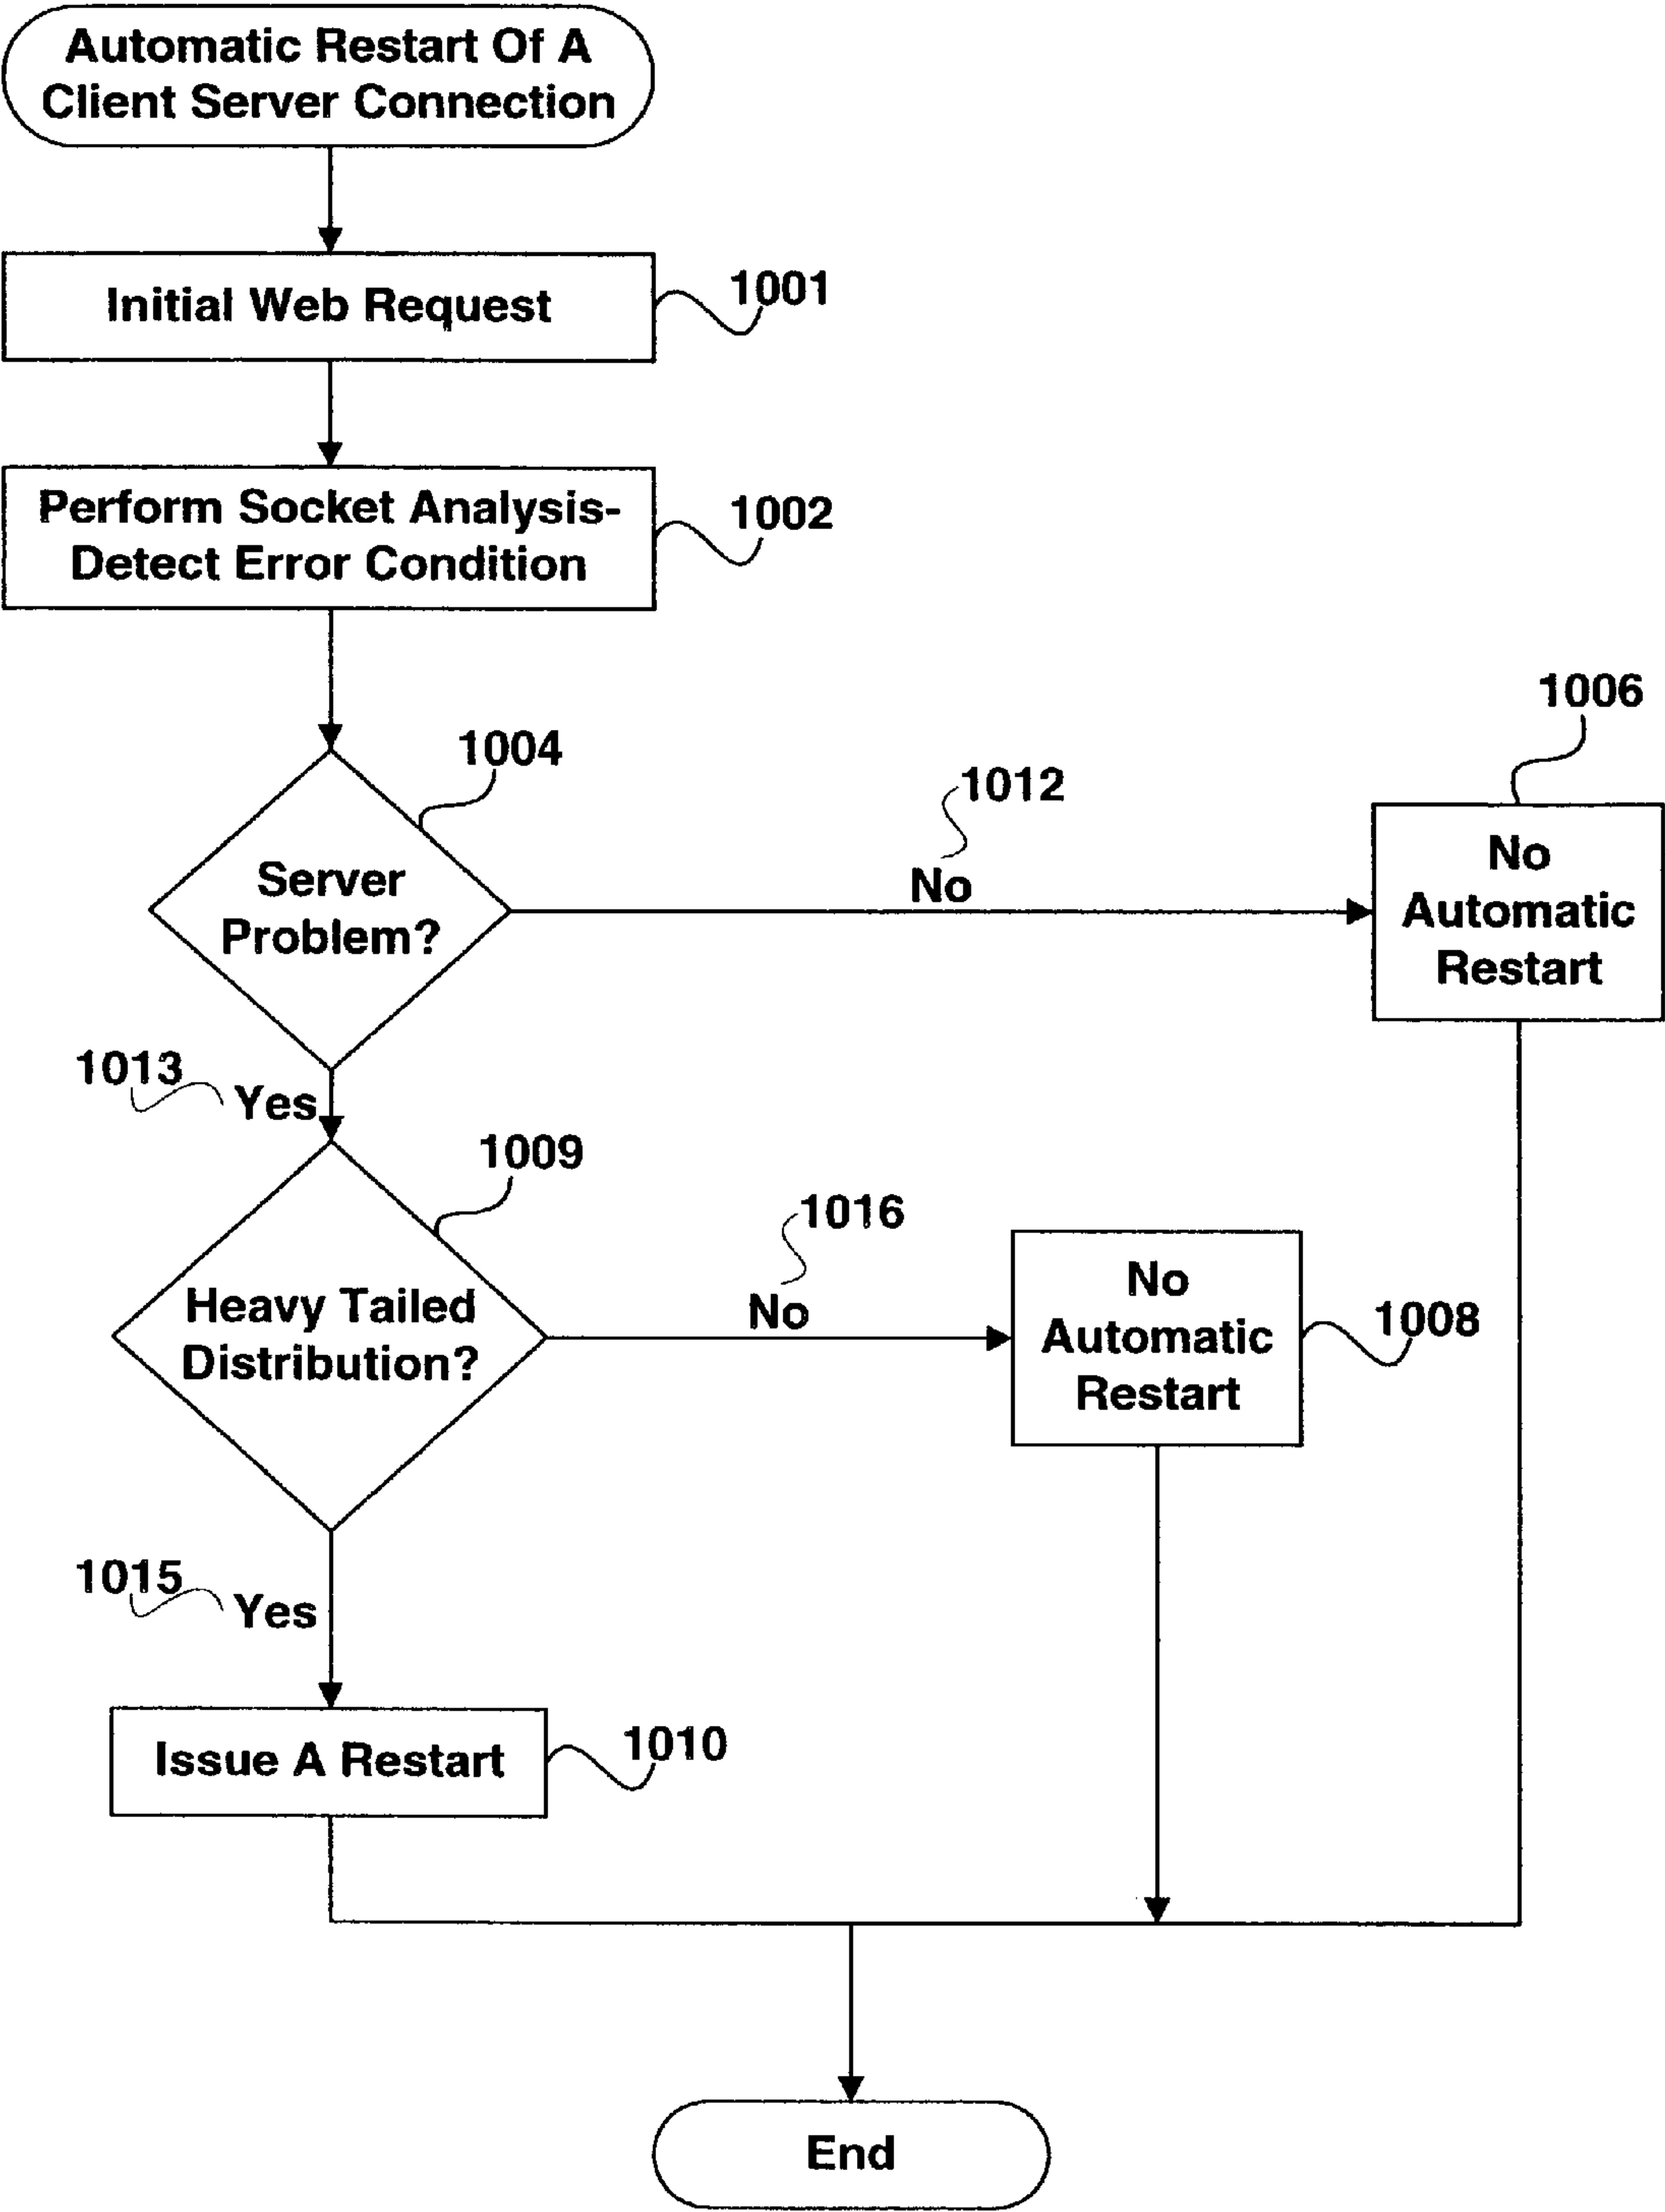 Automatic Restart Of A
Client Server Connection
Initial Web Request
1001
Perform Socket Analysis-
Detect Error Condition
1002
1004
Server
Problem?
1012
No
1006
No
Automatic
Restart
1013
Yes
1009
Heavy Tailed
Distribution?
1016
No
No
Automatic
Restart
1008
1015
Yes
Issue A Restart
1010
End